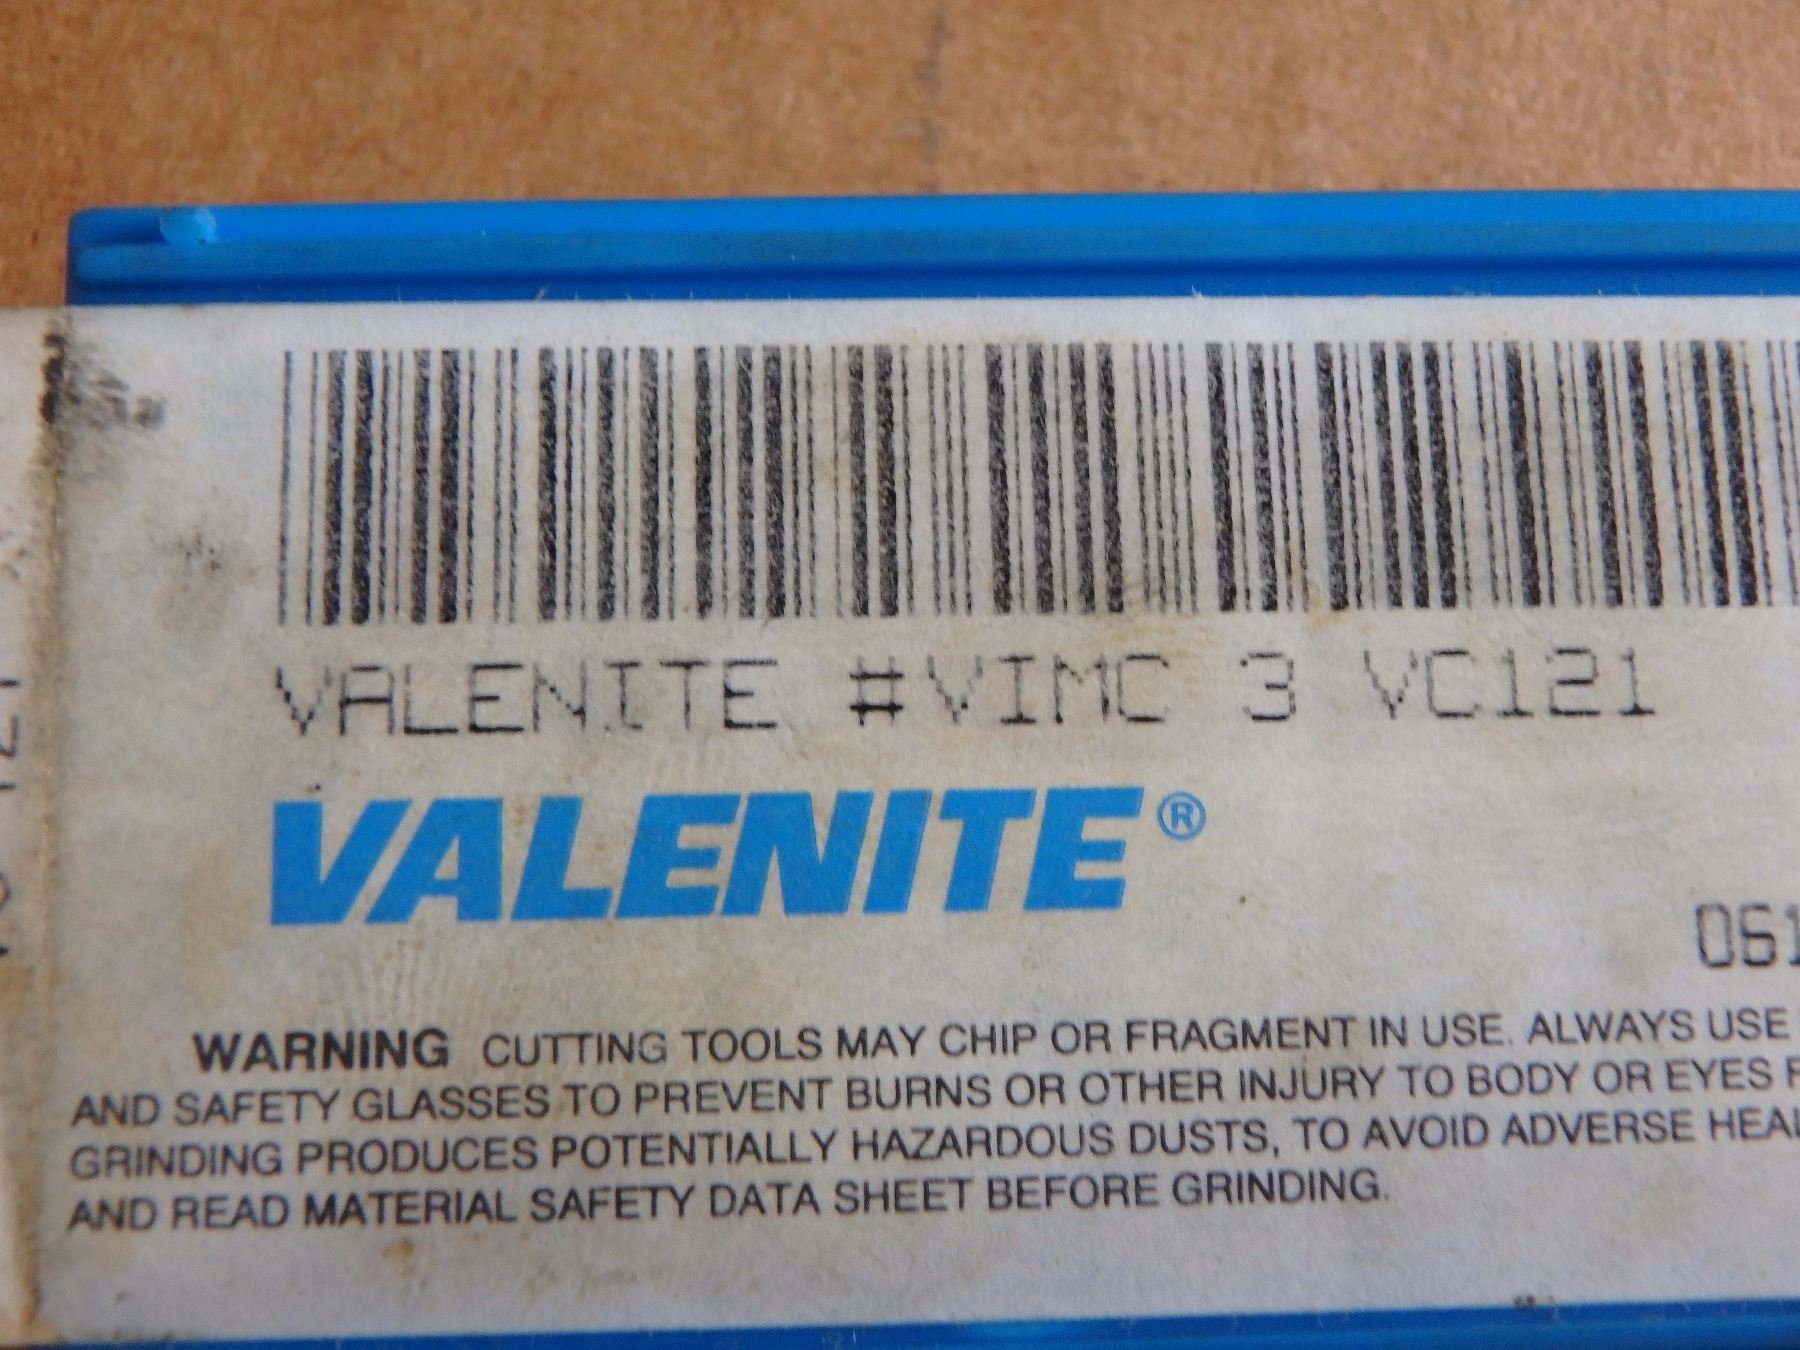 VALENITE #VIMC 3 VC121
VALENITE®
061
WARNING CUTTING TOOLS MAY CHIP OR FRAGMENT IN USE. ALWAYS USE
AND SAFETY GLASSES TO PREVENT BURNS OR OTHER INJURY TO BODY OR EYES F
GRINDING PRODUCES POTENTIALLY HAZARDOUS DUSTS, TO AVOID ADVERSE HEAL
AND READ MATERIAL SAFETY DATA SHEET BEFORE GRINDING.